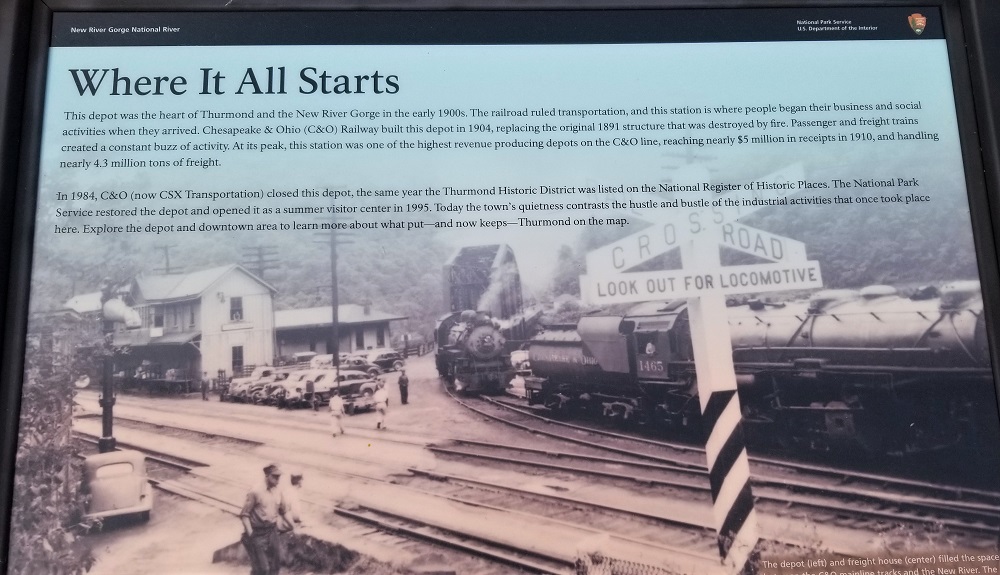 New River Gorge National River
National Park Service
U.S. Department of the Interior
Where It All Starts
This depot was the heart of Thurmond and the New River Gorge in the early 1900s. The railroad ruled transportation, and this station is where people began their business and social
activities when they arrived. Chesapeake & Ohio (C&O) Railway built this depot in 1904, replacing the original 1891 structure that was destroyed by fire. Passenger and freight trains
created a constant buzz of activity. At its peak, this station was one of the highest revenue producing depots on the C&O line, reaching nearly $5 million in receipts in 1910, and handling
nearly 4.3 million tons of freight.
In 1984, C&O (now CSX Transportation) closed this depot, the same year the Thurmond Historic District was listed on the National Register of Historic Places. The National Park
Service restored the depot and opened it as a summer visitor center in 1995. Today the town's quietness contrasts the hustle and bustle of the industrial activities that once took place
here. Explore the depot and downtown area to learn more about what put—and now keeps—Thurmond on the map.
CROSS ROAD
LOOK OUT FOR LOCOMOTIVE
1465
The depot (left) and freight house (center) filled the space
the C&O mainline tracks and the New River. The